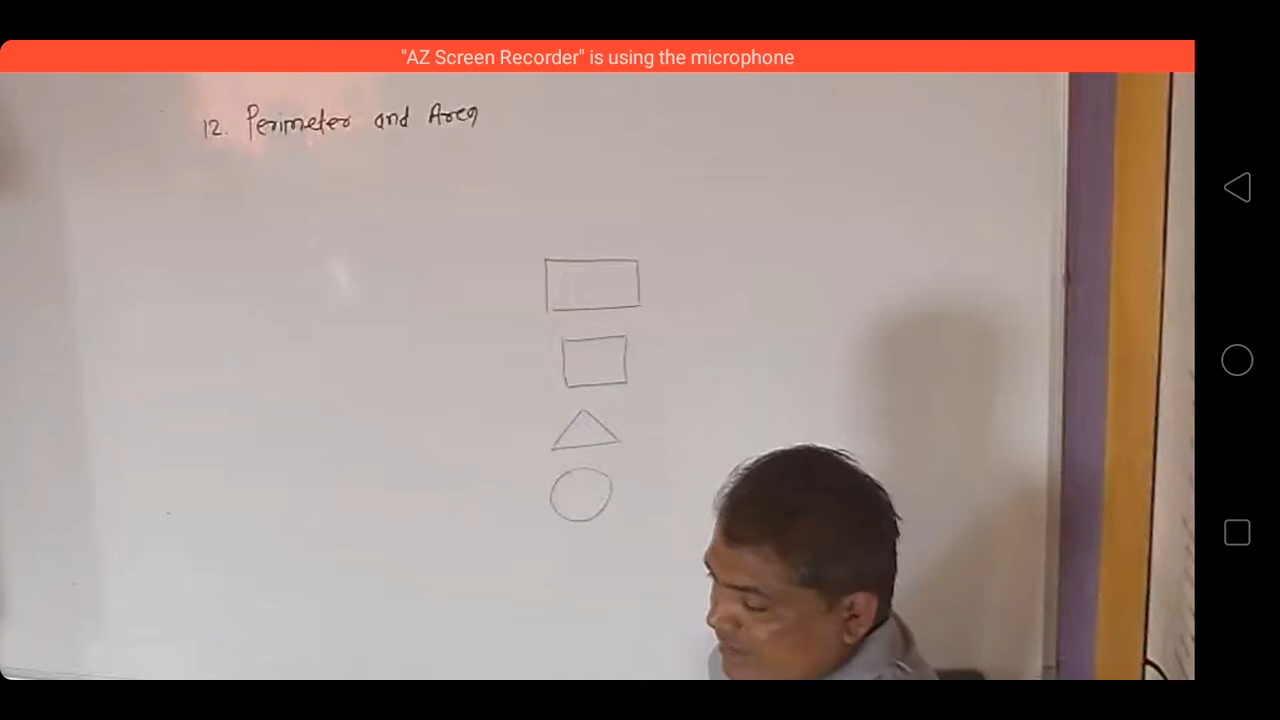 "AZ Screen Recorder" is using the microphone
12. Perimeter and Area